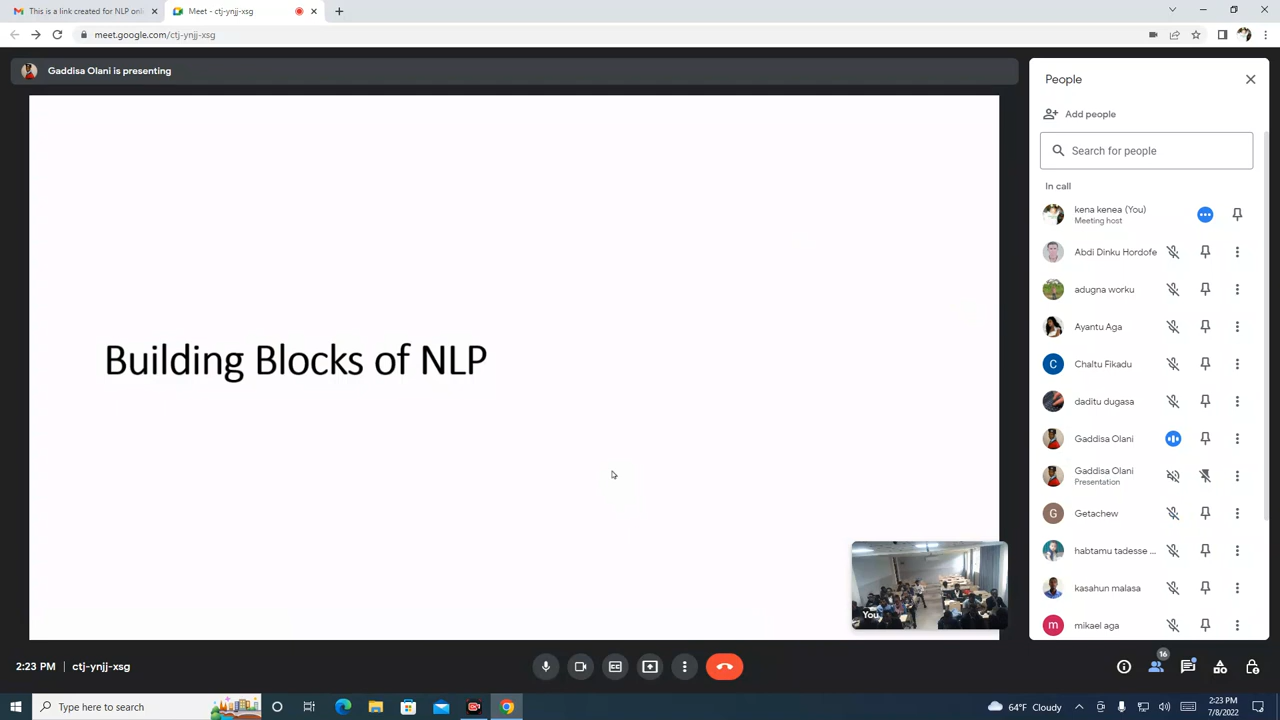 This is a link created for NLP onli
Meet - ctj-ynjj-xsg
meet.google.com/ctj-ynjj-xsg
Gaddisa Olani is presenting
Building Blocks of NLP
You
2:23 PM | ctj-ynjj-xsg
People
Add people
Search for people
In call
kena kenea (You)
Meeting host
Abdi Dinku Hordofe
adugna worku
Ayantu Aga
C Chaltu Fikadu
daditu dugasa
Gaddisa Olani
Gaddisa Olani
Presentation
G Getachew
habtamu tadesse ...
kasahun malasa
m mikael aga
16
Type here to search
64°F Cloudy
2:23 PM
7/8/2022